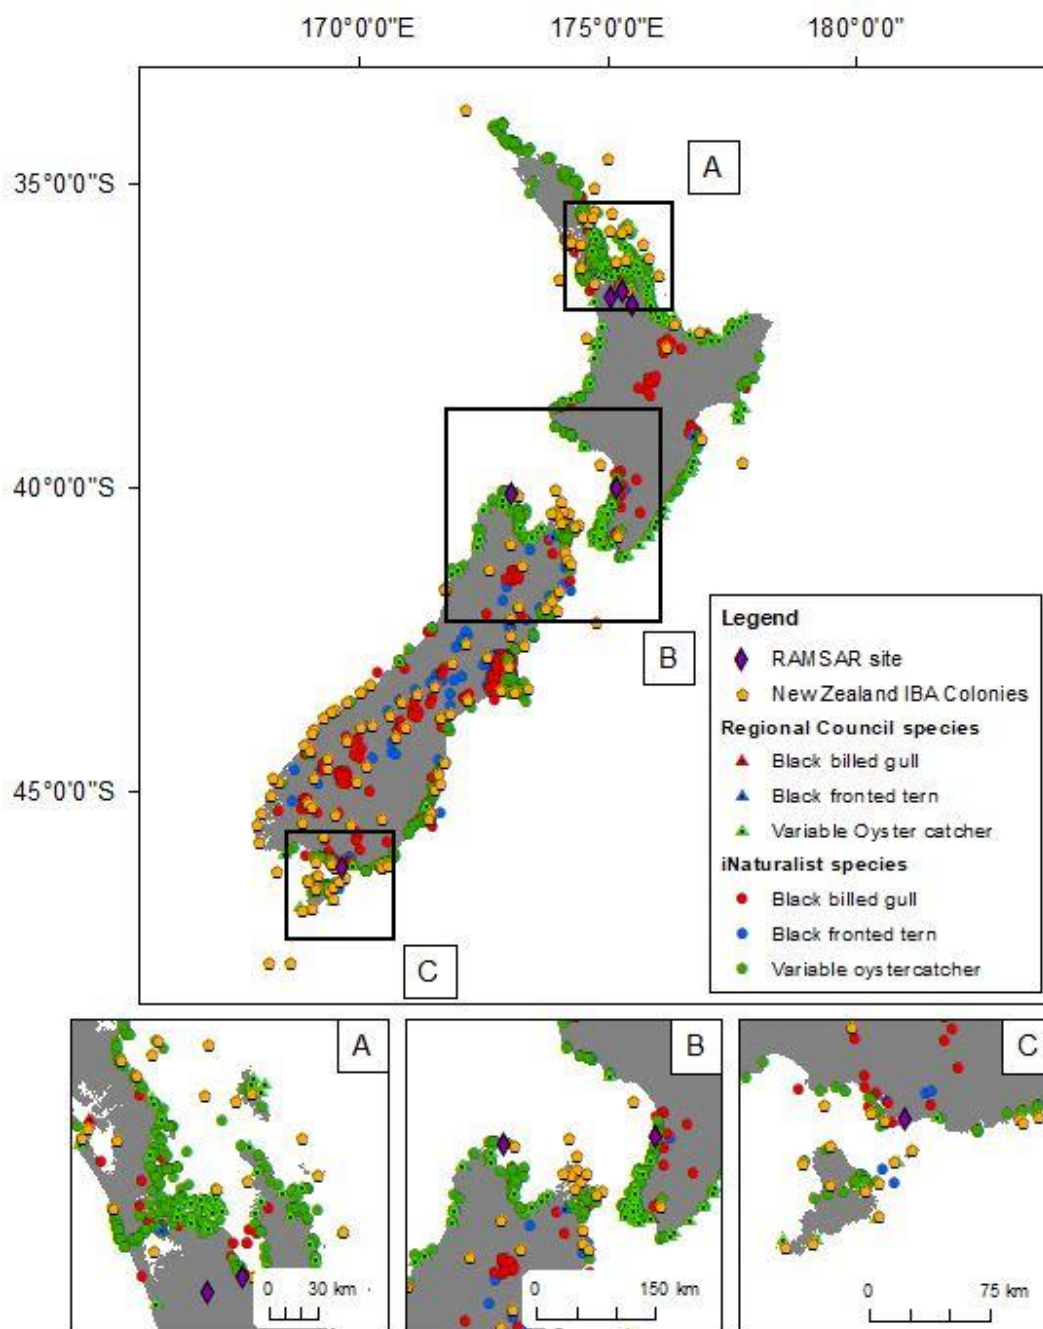 170°0'0"E 175°0'0"E 180°0'0"
35°0'0"S
A
40°0'0"S
B
45°0'0"S
C
Legend
RAMSAR site
New Zealand IBA Colonies
Regional Council species
Black billed gull
Black fronted tern
Variable Oyster catcher
iNaturalist species
Black billed gull
Black fronted tern
Variable oystercatcher
A
0 30 km
B
0 150 km
C
0 75 km